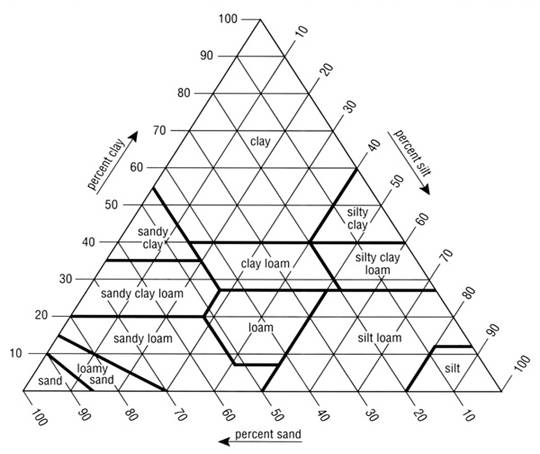 100
10
90
20
80
30
70
40
percent clay
percent silt
clay
60
50
50
silty
clay
60
sandy
clay
40
clay loam
silty clay
loam
70
30
sandy clay loam
80
20
sandy loam
loam
silt loam
90
10
loamy
sand
sand
silt
100
100
90
80
70
60
50
40
30
20
10
percent sand